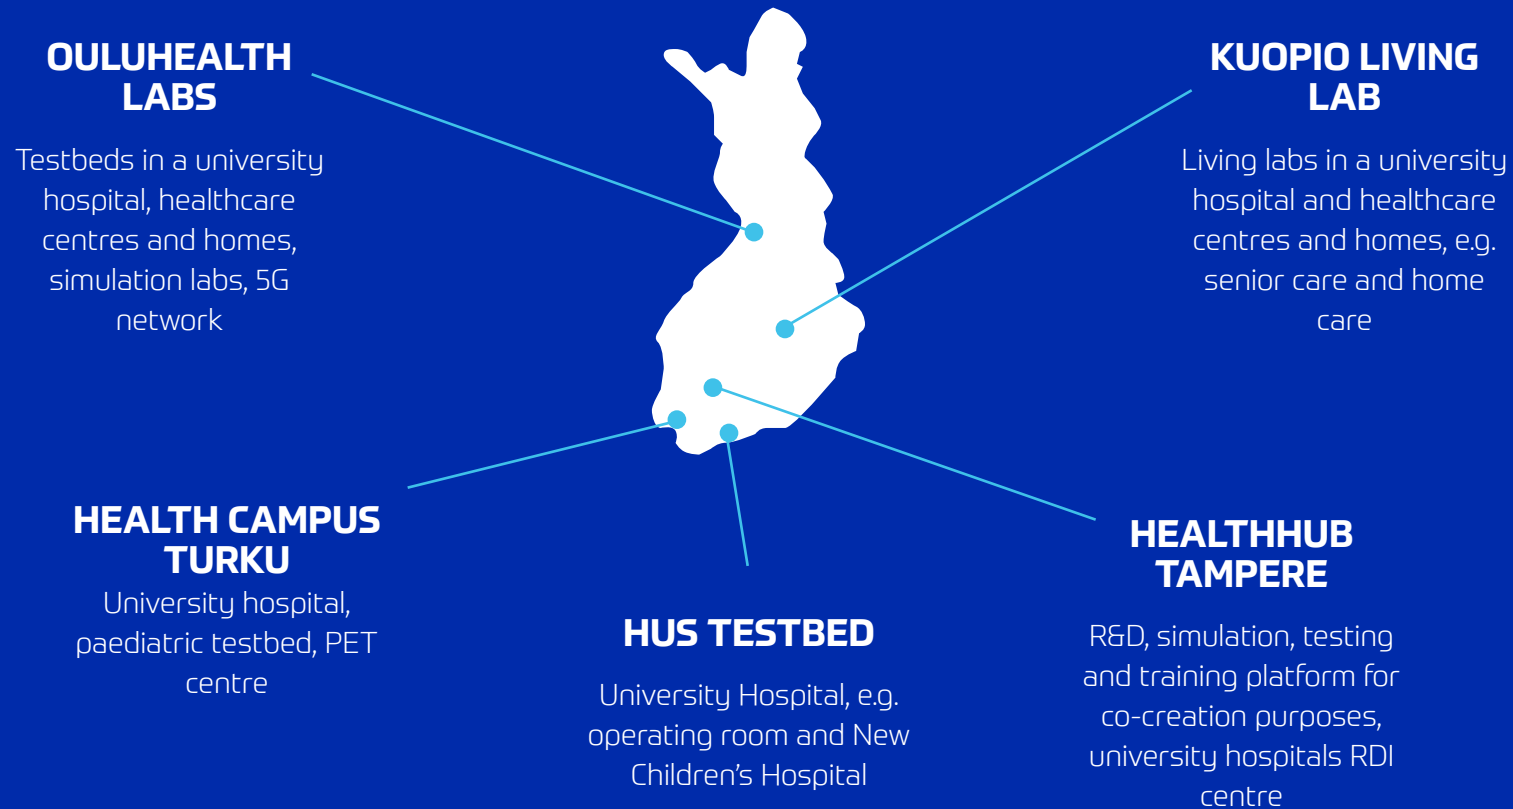 OULUHEALTH
LABS
Testbeds in a university
hospital, healthcare
centres and homes,
simulation labs, 5G
network
KUOPIO LIVING
LAB
Living labs in a university
hospital and healthcare
centres and homes, e.g.
senior care and home
care
HEALTH CAMPUS
TURKU
University hospital,
paediatric testbed, PET
centre
HUS TESTBED
University Hospital, e.g.
operating room and New
Children's Hospital
HEALTHHUB
TAMPERE
R&D, simulation, testing
and training platform for
co-creation purposes,
university hospitals RDI
centre